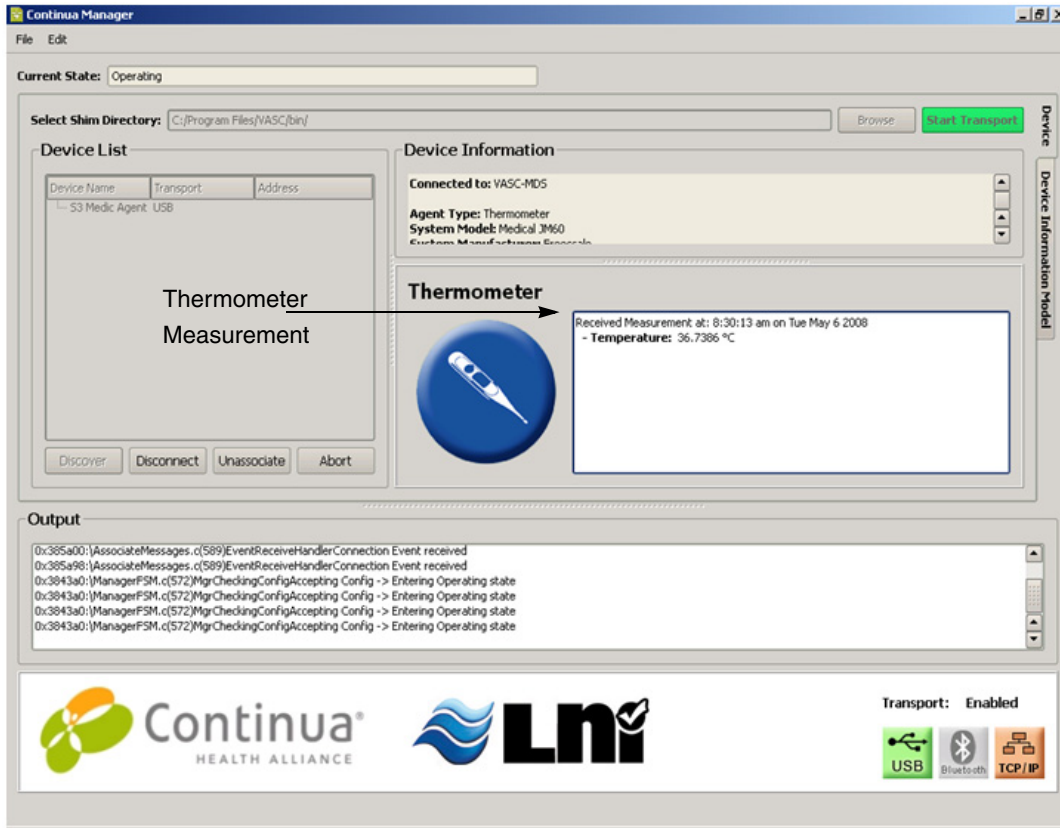 Continua Manager
File Edit
Current State: Operating
Select Shim Directory: C:/Program Files/VASC/bin/ Browse Start Transport
Device
Device Information Model
Device List
Device Name Transport Address
S3 Medic Agent USB
Discover Disconnect Unassociate Abort
Device Information
Connected to: VASC-MDS
Agent Type: Thermometer
System Model: Medical JM60
System Manufacturer: Freescale
Thermometer
Measurement
Thermometer
Received Measurement at: 8:30:13 am on Tue May 6 2008
- Temperature: 36.7386 °C
Output
0x385a00:\AssociateMessages.c(589)EventReceiveHandlerConnection Event received
0x385a98:\AssociateMessages.c(589)EventReceiveHandlerConnection Event received
0x3843a0:\ManagerFSM.c(572)MgrCheckingConfigAccepting Config -> Entering Operating state
0x3843a0:\ManagerFSM.c(572)MgrCheckingConfigAccepting Config -> Entering Operating state
0x3843a0:\ManagerFSM.c(572)MgrCheckingConfigAccepting Config -> Entering Operating state
0x3843a0:\ManagerFSM.c(572)MgrCheckingConfigAccepting Config -> Entering Operating state
Continua®
HEALTH ALLIANCE
LNi
Transport: Enabled
USB Bluetooth TCP/IP